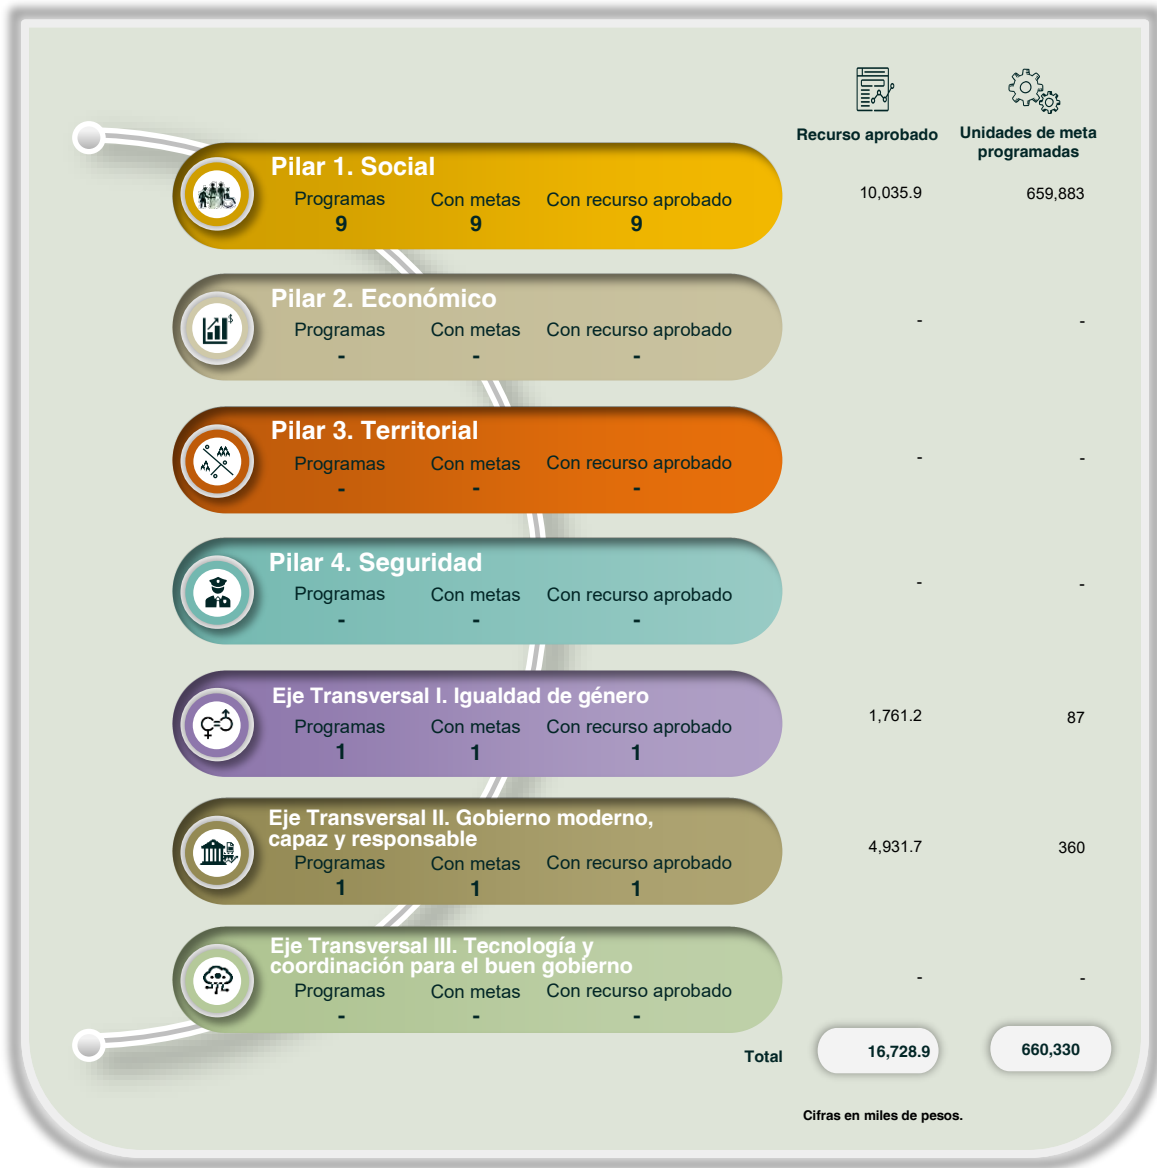 Recurso aprobado
Unidades de meta
programadas
Pilar 1. Social
Programas Con metas Con recurso aprobado
9 9 9
10,035.9 659,883
Pilar 2. Económico
Programas Con metas Con recurso aprobado
- - -
- -
Pilar 3. Territorial
Programas Con metas Con recurso aprobado
- - -
- -
Pilar 4. Seguridad
Programas Con metas Con recurso aprobado
- - -
- -
Eje Transversal I. Igualdad de género
Programas Con metas Con recurso aprobado
1 1 1
1,761.2 87
Eje Transversal II. Gobierno moderno,
capaz y responsable
Programas Con metas Con recurso aprobado
1 1 1
4,931.7 360
Eje Transversal III. Tecnología y
coordinación para el buen gobierno
Programas Con metas Con recurso aprobado
- - -
- -
Total 16,728.9 660,330
Cifras en miles de pesos.